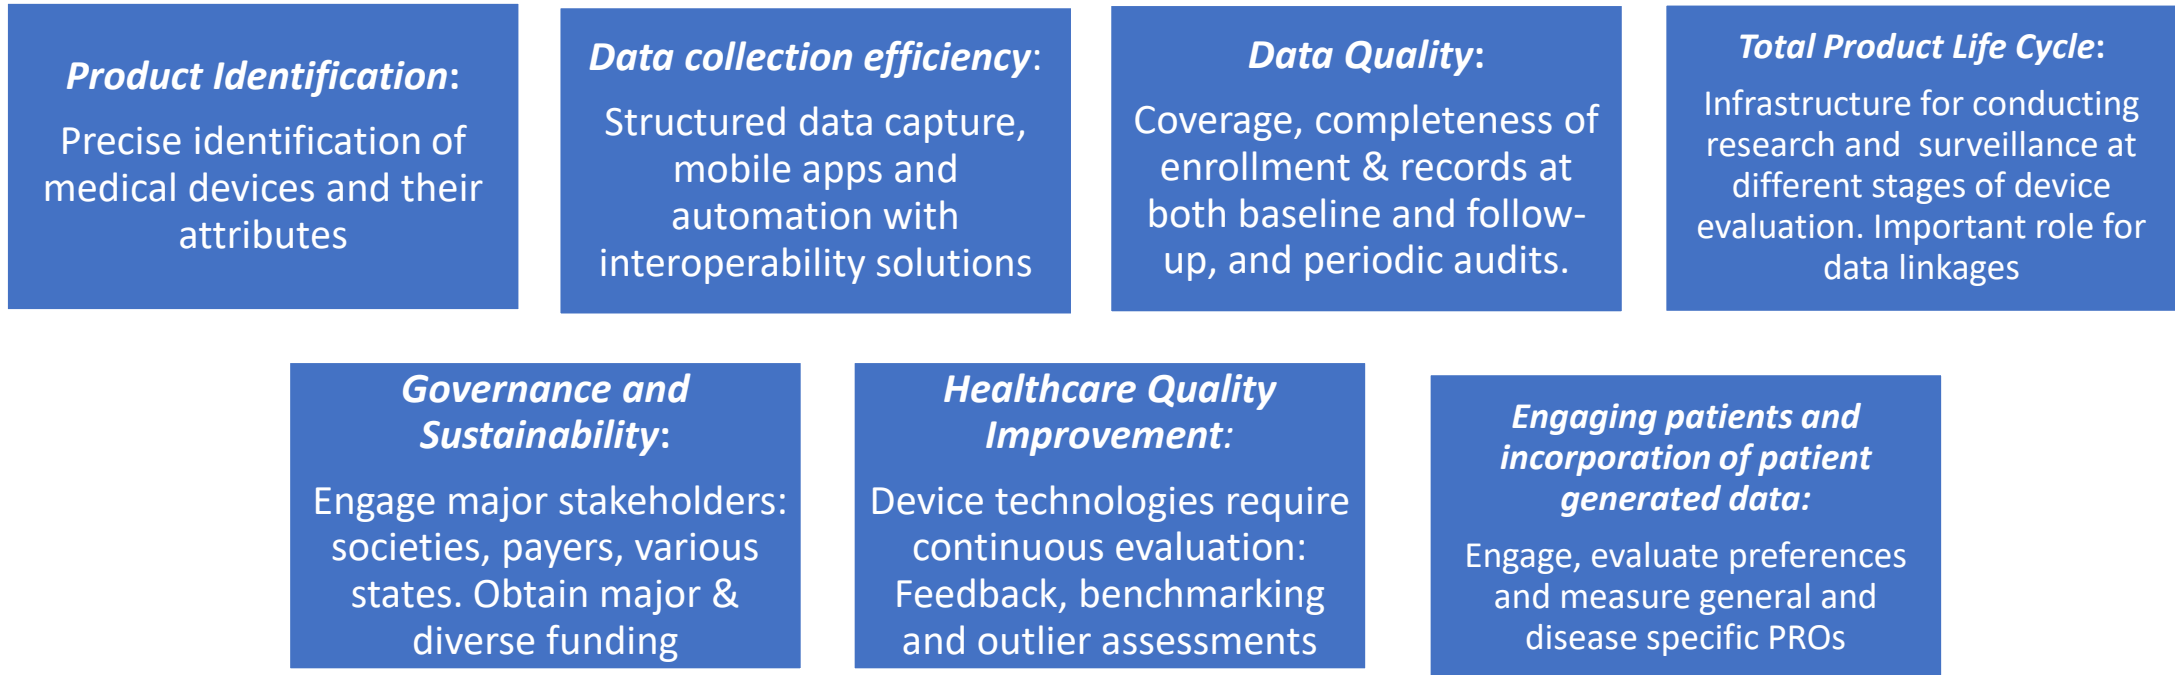 Product Identification:
Precise identification of
medical devices and their
attributes
Data collection efficiency:
Structured data capture,
mobile apps and
automation with
interoperability solutions
Data Quality:
Coverage, completeness of
enrollment & records at
both baseline and follow-
up, and periodic audits.
Total Product Life Cycle:
Infrastructure for conducting
research and  surveillance at
different stages of device
evaluation. Important role for
data linkages
Governance and
Sustainability:
Engage major stakeholders:
societies, payers, various
states. Obtain major &
diverse funding
Healthcare Quality
Improvement:
Device technologies require
continuous evaluation:
Feedback, benchmarking
and outlier assessments
Engaging patients and
incorporation of patient
generated data:
Engage, evaluate preferences
and measure general and
disease specific PROs